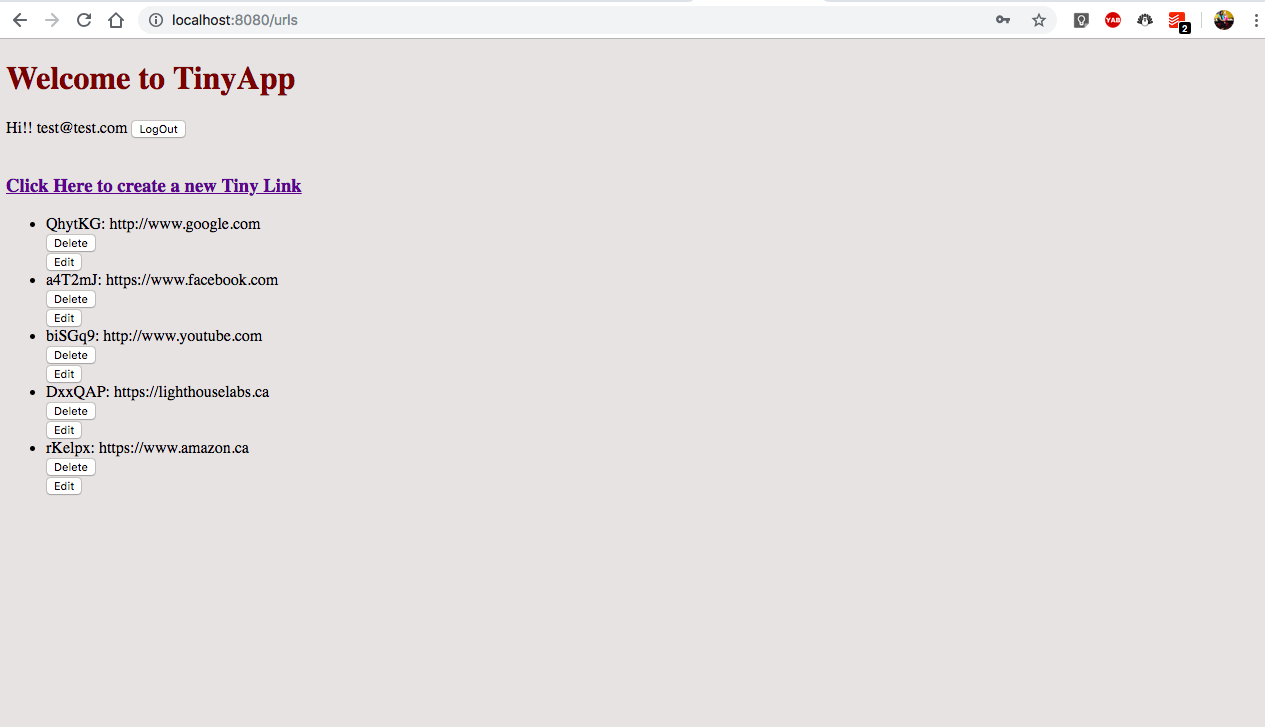 localhost:8080/urls
YAB
2
Welcome to TinyApp
Hi!! test@test.com LogOut
Click Here to create a new Tiny Link
• QhytKG: http://www.google.com
Delete
Edit
• a4T2mJ: https://www.facebook.com
Delete
Edit
• biSGq9: http://www.youtube.com
Delete
Edit
• DxxQAP: https://lighthouselabs.ca
Delete
Edit
• rKelpx: https://www.amazon.ca
Delete
Edit